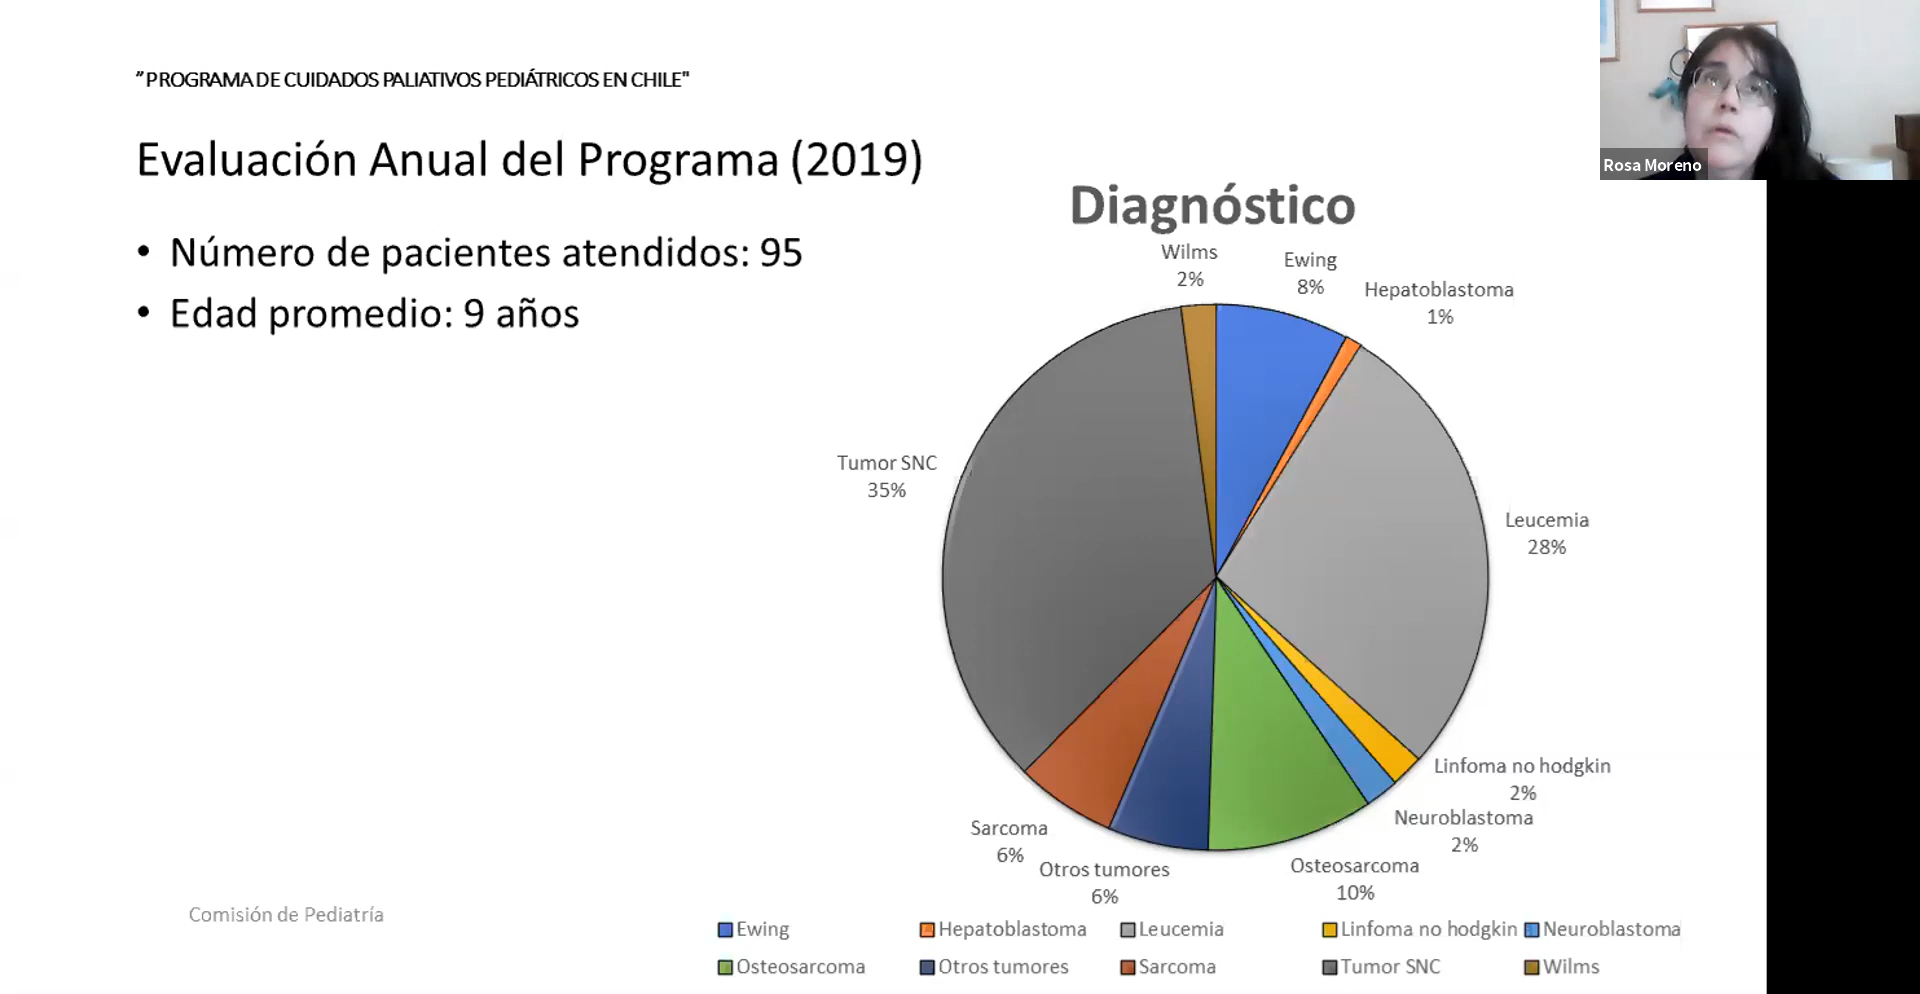 ”PROGRAMA DE CUIDADOS PALIATIVOS PEDIÁTRICOS EN CHILE"
Evaluación Anual del Programa (2019)
• Número de pacientes atendidos: 95
• Edad promedio: 9 años
Rosa Moreno
Diagnóstico
Wilms
2%
Ewing
8%
Hepatoblastoma
1%
Tumor SNC
35%
Leucemia
28%
Linfoma no hodgkin
2%
Neuroblastoma
2%
Sarcoma
6%
Otros tumores
6%
Osteosarcoma
10%
Comisión de Pediatría
Ewing Hepatoblastoma Leucemia Linfoma no hodgkin Neuroblastoma
Osteosarcoma Otros tumores Sarcoma Tumor SNC Wilms